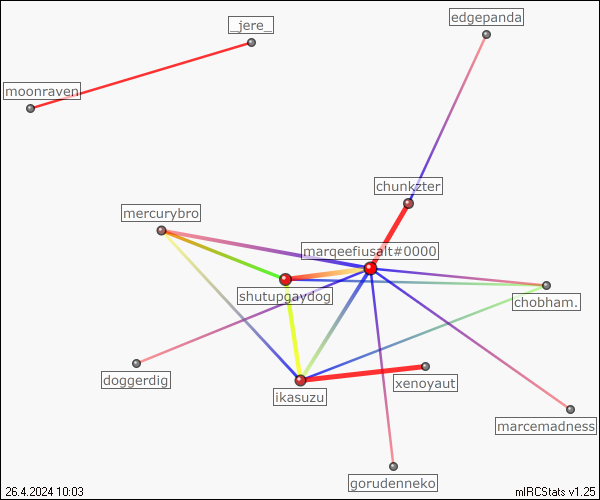 _jere_
edgepanda
moonraven
chunkzter
mercurybro
marqeefiusalt#0000
shutupgaydog
chobham.
doggerdig
ikasuzu
xenoyaut
marcemadness
gorudenneko
26.4.2024 10:03
mIRCStats v1.25